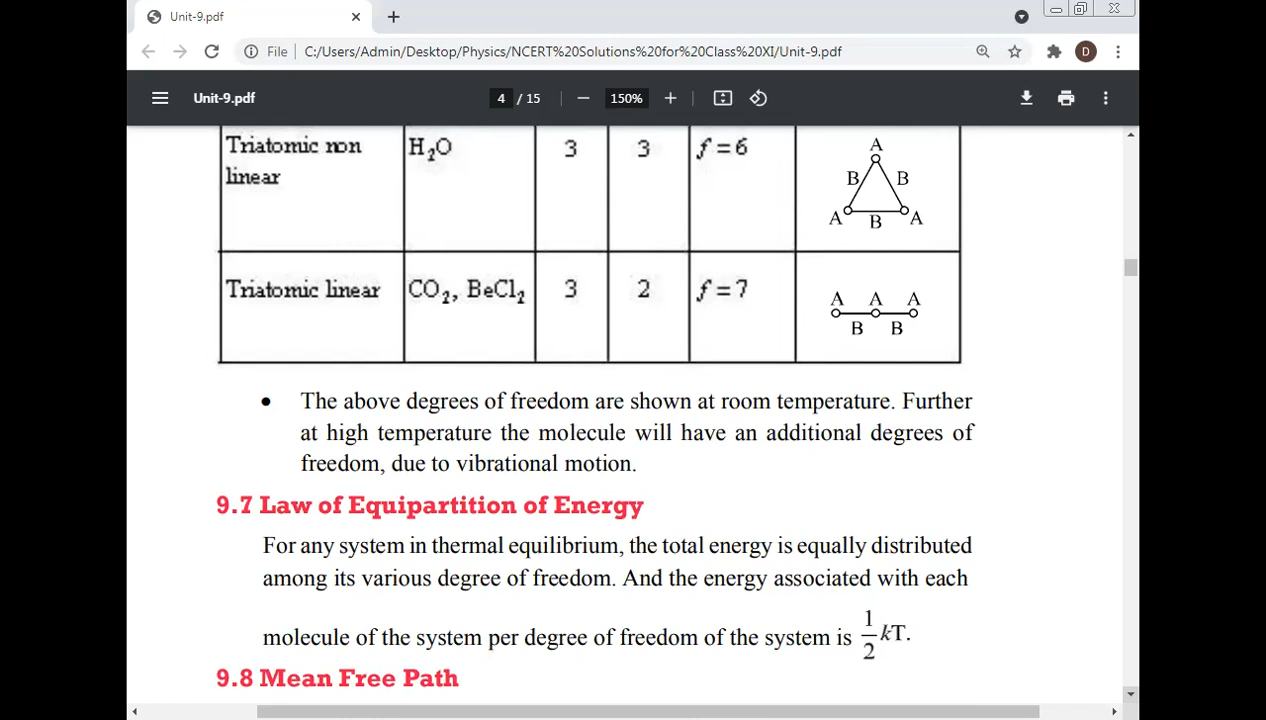 Unit-9.pdf
File C:/Users/Admin/Desktop/Physics/NCERT%20Solutions%20for%20Class%20XI/Unit-9.pdf
D
Unit-9.pdf 4 / 15 150%
Triatomic non linear H₂O 3 3 f = 6
A
B B
A B A
Triatomic linear CO₂, BeCl₂ 3 2 f = 7
A A A
B B
• The above degrees of freedom are shown at room temperature. Further
at high temperature the molecule will have an additional degrees of
freedom, due to vibrational motion.
9.7 Law of Equipartition of Energy
For any system in thermal equilibrium, the total energy is equally distributed
among its various degree of freedom. And the energy associated with each
molecule of the system per degree of freedom of the system is 1/2 kT.
9.8 Mean Free Path